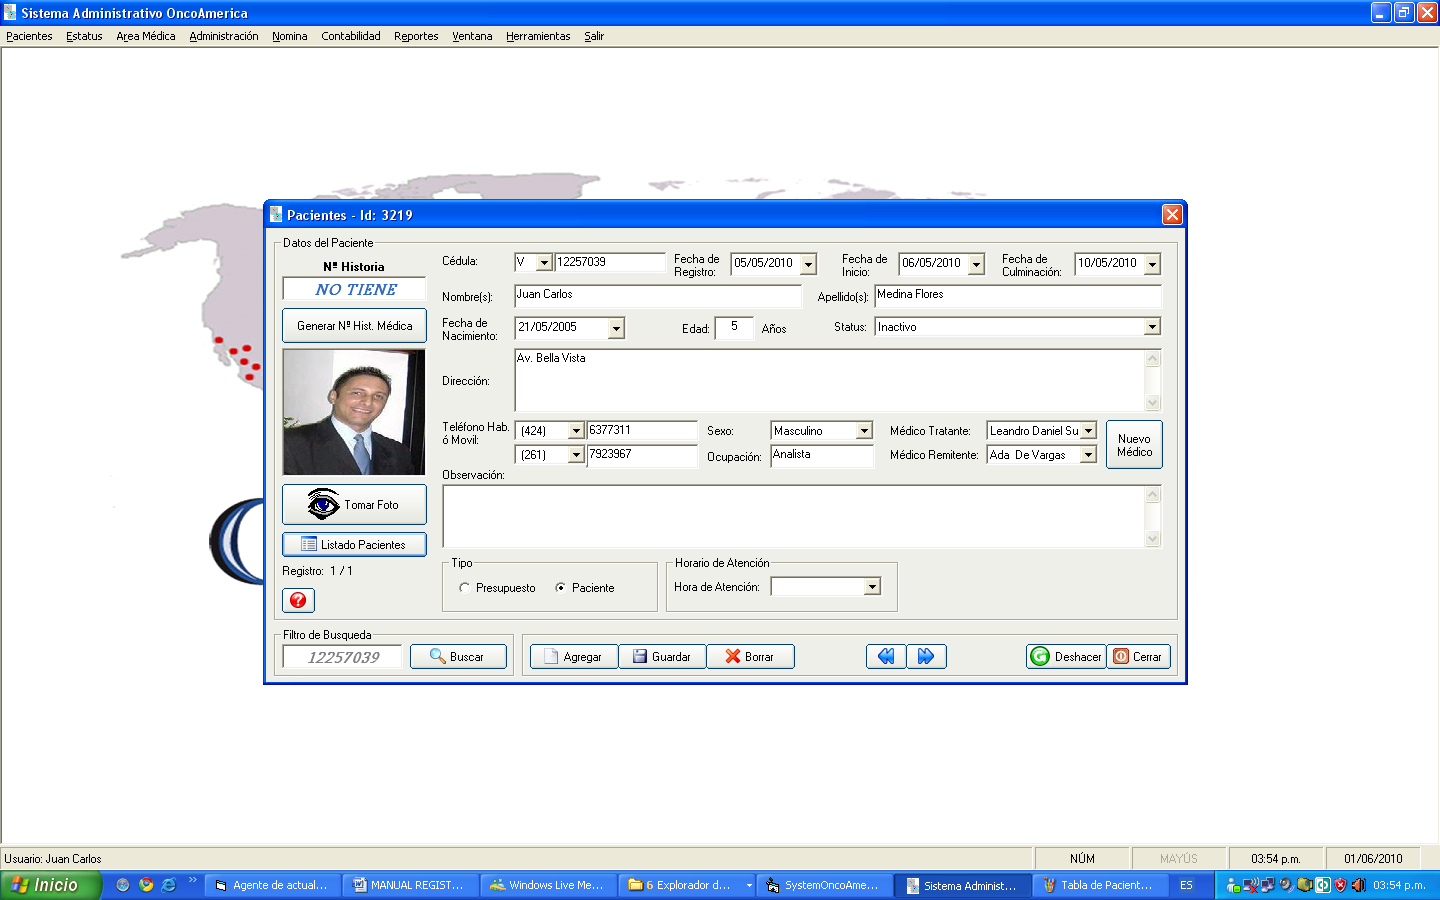 Sistema Administrativo OncoAmerica
Pacientes Estatus Area Médica Administración Nomina Contabilidad Reportes Ventana Herramientas Salir
Pacientes - Id: 3219
Datos del Paciente
Nº Historia
NO TIENE
Generar Nº Hist. Médica
Cédula: V 12257039
Fecha de Registro: 05/05/2010
Fecha de Inicio: 06/05/2010
Fecha de Culminación: 10/05/2010
Nombre(s): Juan Carlos
Apellido(s): Medina Flores
Fecha de Nacimiento: 21/05/2005
Edad: 5 Años
Status: Inactivo
Dirección: Av. Bella Vista
Teléfono Hab. ó Movil: (424) 6377311
(261) 7923967
Sexo: Masculino
Ocupación: Analista
Médico Tratante: Leandro Daniel Su
Médico Remitente: Ada De Vargas
Nuevo Médico
Observación:
Tomar Foto
Listado Pacientes
Registro: 1 / 1
Tipo
Presupuesto Paciente
Horario de Atención
Hora de Atención:
Filtro de Busqueda
12257039
Buscar
Agregar Guardar Borrar
Deshacer Cerrar
Usuario: Juan Carlos
NÚM MAYÚS 03:54 p.m. 01/06/2010
Inicio
Agente de actual...
MANUAL REGIST...
Windows Live Me...
6 Explorador d...
SystemOncoAme...
Sistema Administ...
Tabla de Pacient...
ES
03:54 p.m.